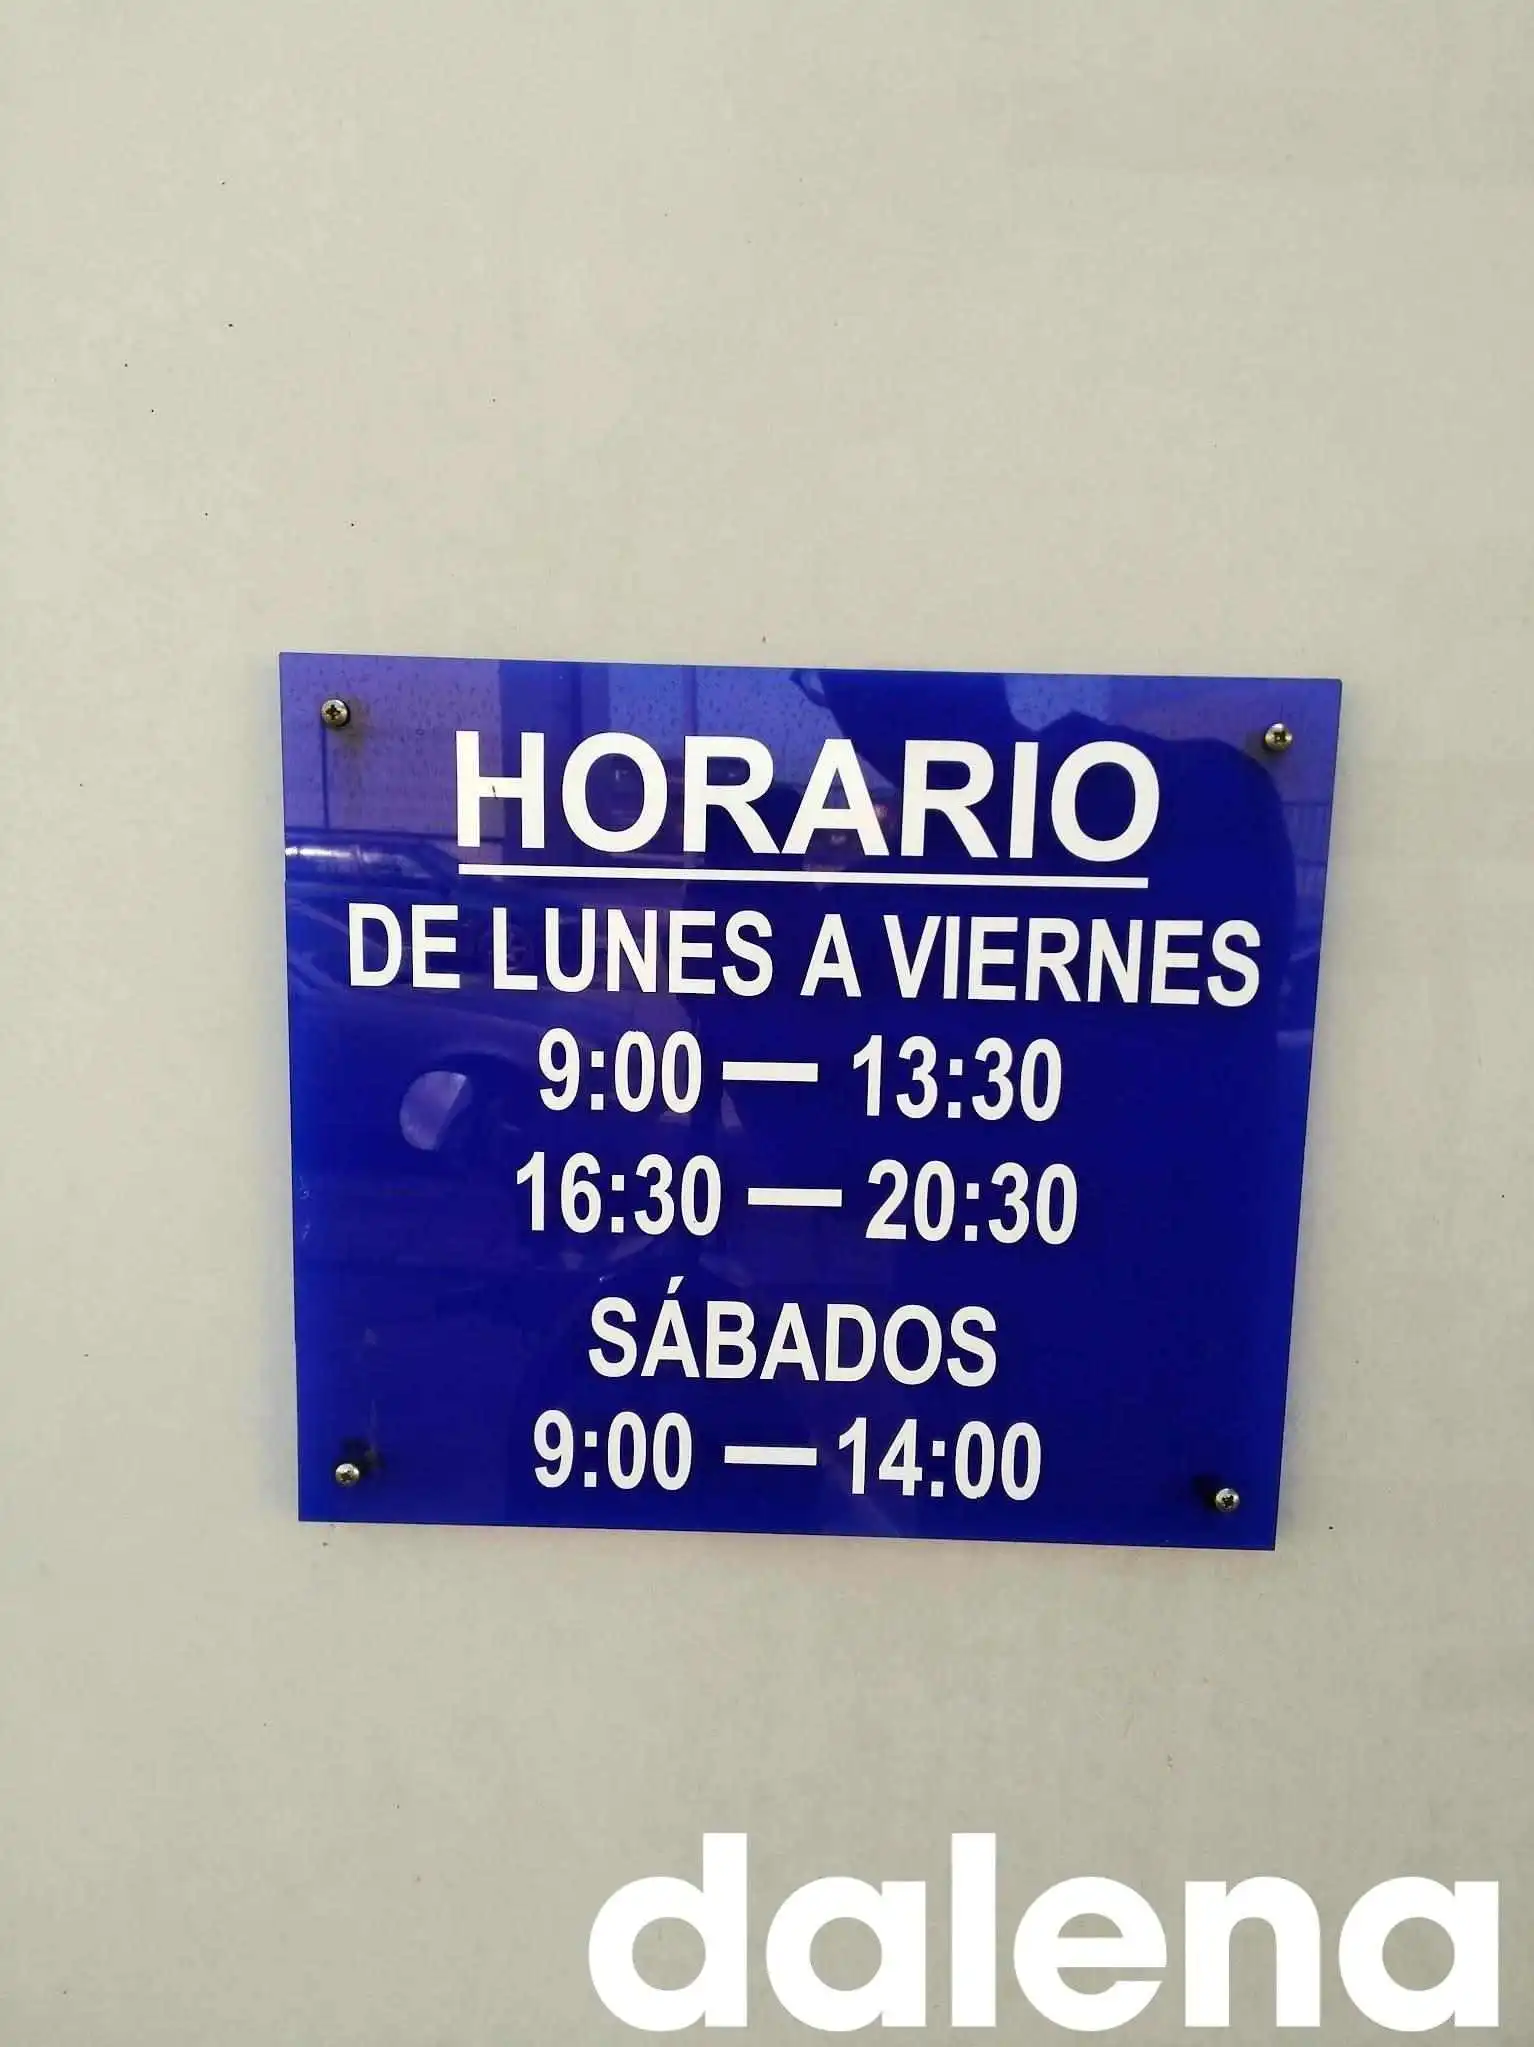 HORARIO
DE LUNES A VIERNES
9:00 — 13:30
16:30 — 20:30
SÁBADOS
9:00 — 14:00
dalena